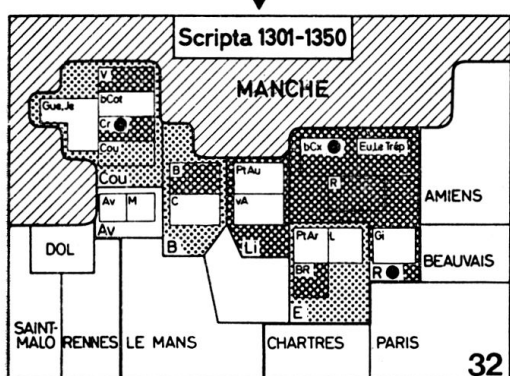 Scripta 1301-1350
MANCHE
V
Gue,Je
bCot
Cr
Cou
Cou
B
PtAu
bCx
Eu,Le Trép
R
AMIENS
Av M
C
vA
Av
B
Li
PtAr
L
Gi
DOL
BR
R
BEAUVAIS
E
SAINT-
MALO
RENNES
LE MANS
CHARTRES
PARIS
32